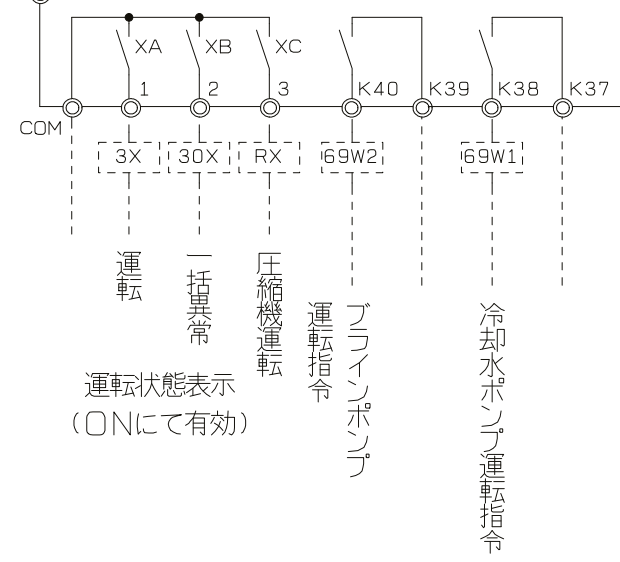 XA
XB
XC
1
2
3
K40
K39
K38
K37
COM
3X
30X
RX
69W2
69W1
運転
一括異常
圧縮機運転
ブラインポンプ
運転指令
冷却水ポンプ運転指令
運転状態表示
(ONにて有効)